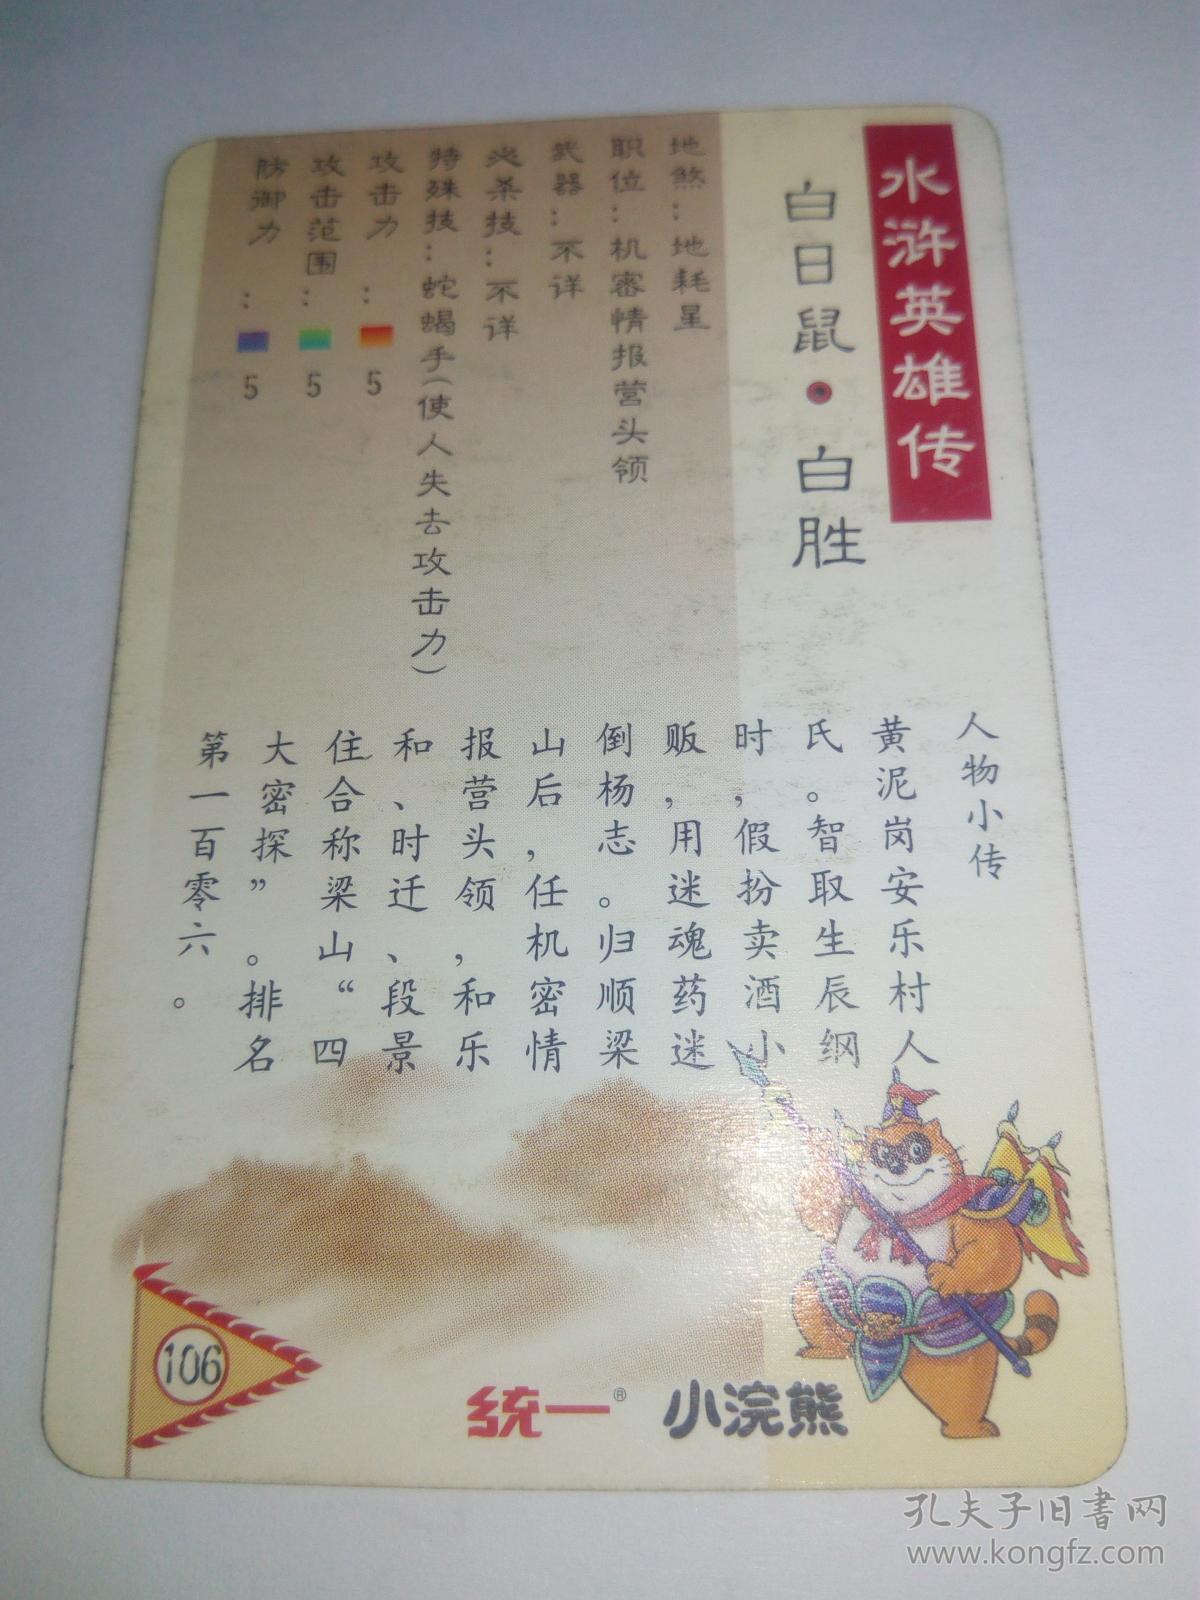 水浒英雄传
白日鼠·白胜
地煞：地耗星
职位：机密情报营头领
武器：不详
必杀技：不详
特殊技：蛇蝎手(使人失去攻击力)
攻击力：5
攻击范围：5
防御力：5
人物小传
黄泥岗安乐村人
氏。智取生辰纲
时，假扮卖酒小
贩，用迷魂药迷
倒杨志。归顺梁
山后，任机密情
报营头领，和乐
和、时迁、段景
住合称梁山“四
大密探”。排名
第一百零六。
106
统一® 小浣熊
孔夫子旧书网
www.kongfz.com